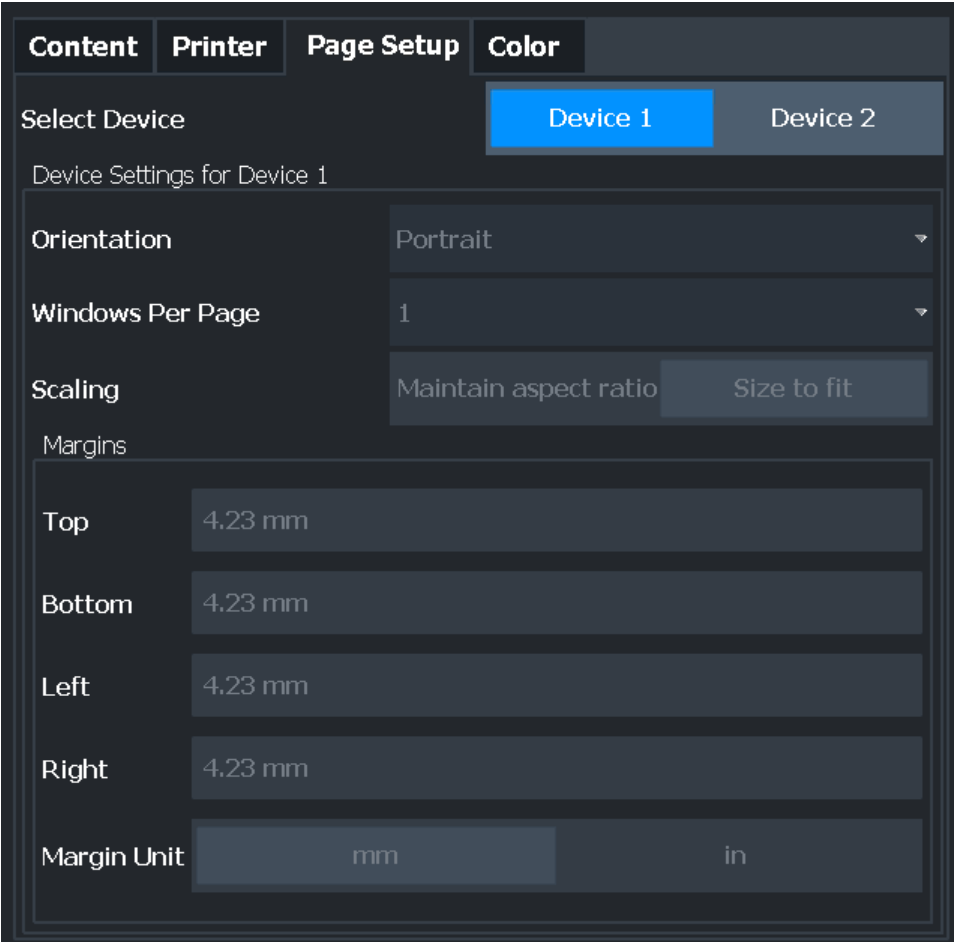 Content Printer Page Setup Color
Select Device Device 1 Device 2
Device Settings for Device 1
Orientation Portrait
Windows Per Page 1
Scaling Maintain aspect ratio Size to fit
Margins
Top 4.23 mm
Bottom 4.23 mm
Left 4.23 mm
Right 4.23 mm
Margin Unit mm in